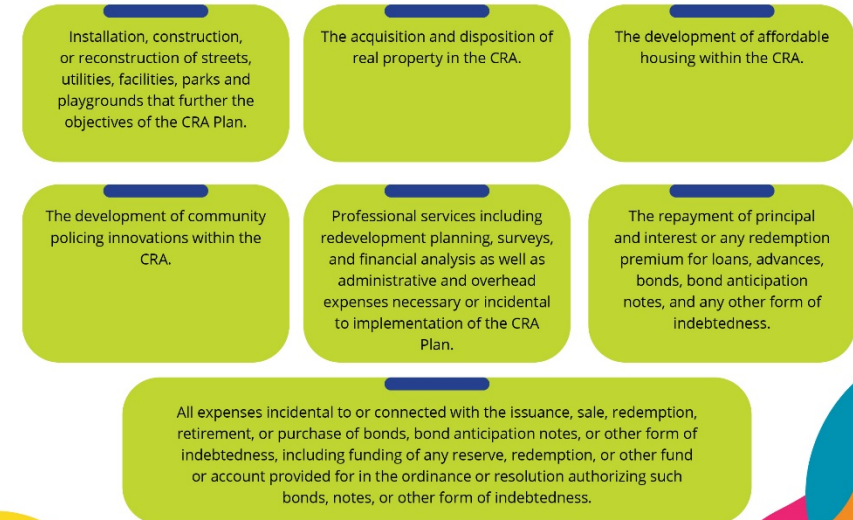 Installation, construction,
or reconstruction of streets,
utilities, facilities, parks and
playgrounds that further the
objectives of the CRA Plan.
The acquisition and disposition of
real property in the CRA.
The development of affordable
housing within the CRA.
The development of community
policing innovations within the
CRA.
Professional services including
redevelopment planning, surveys,
and financial analysis as well as
administrative and overhead
expenses necessary or incidental
to implementation of the CRA
Plan.
The repayment of principal
and interest or any redemption
premium for loans, advances,
bonds, bond anticipation
notes, and any other form of
indebtedness.
All expenses incidental to or connected with the issuance, sale, redemption,
retirement, or purchase of bonds, bond anticipation notes, or other form of
indebtedness, including funding of any reserve, redemption, or other fund
or account provided for in the ordinance or resolution authorizing such
bonds, notes, or other form of indebtedness.